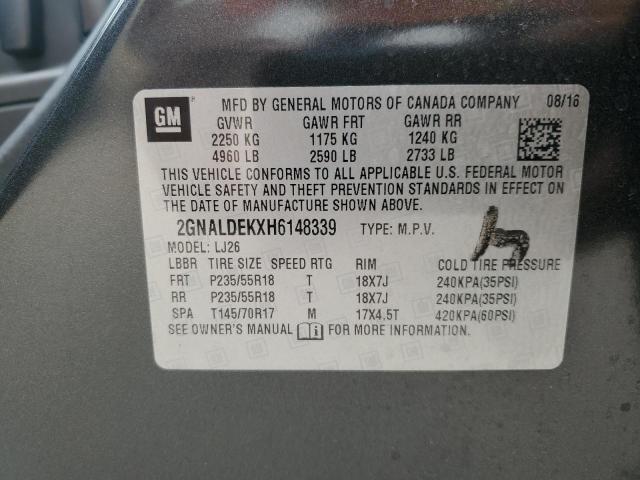 GM MFD BY GENERAL MOTORS OF CANADA COMPANY 08/16
GVWR GAWR FRT GAWR RR
2250 KG 1175 KG 1240 KG
4960 LB 2590 LB 2733 LB
THIS VEHICLE CONFORMS TO ALL APPLICABLE U.S. FEDERAL MOTOR
VEHICLE SAFETY AND THEFT PREVENTION STANDARDS IN EFFECT ON
THE DATE OF MANUFACTURE SHOWN ABOVE.
2GNALDEKXH6148339 TYPE: M.P.V.
MODEL: LJ26
LBBR TIRE SIZE SPEED RTG RIM COLD TIRE PRESSURE
FRT P235/55R18 T 18X7J 240KPA(35PSI)
RR P235/55R18 T 18X7J 240KPA(35PSI)
SPA T145/70R17 M 17X4.5T 420KPA(60PSI)
SEE OWNER'S MANUAL FOR MORE INFORMATION.